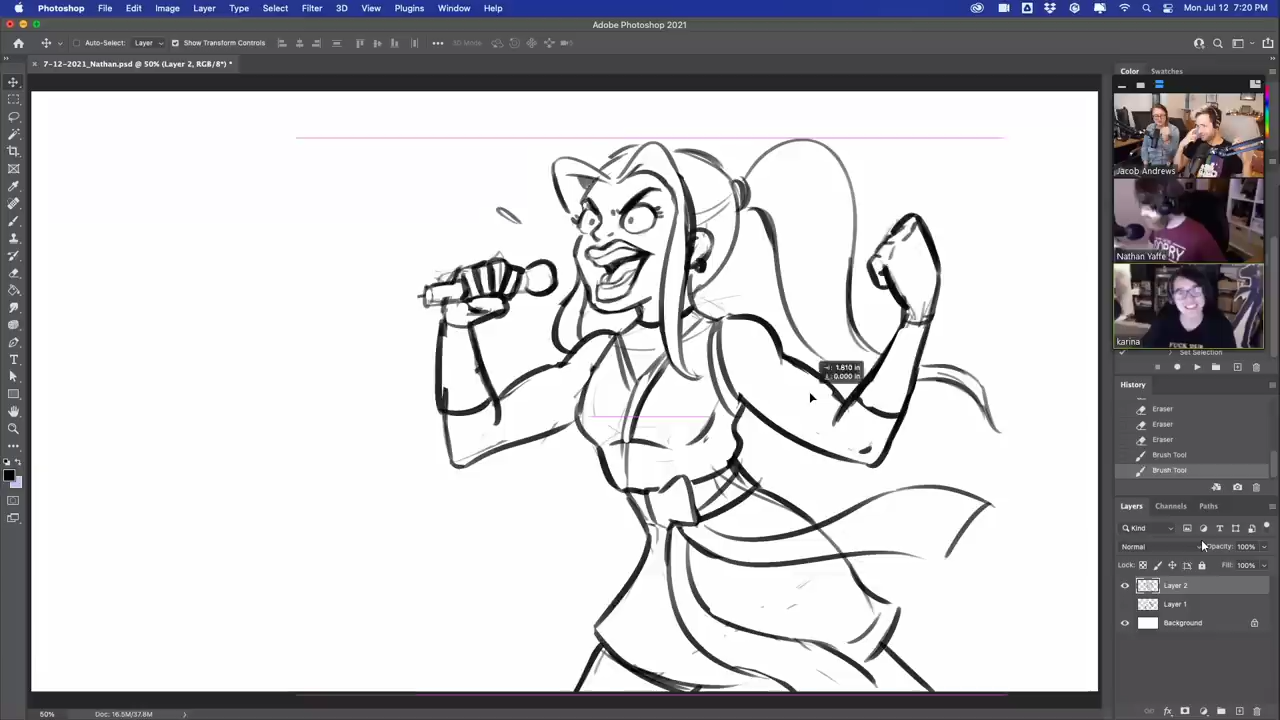 Photoshop File Edit Image Layer Type Select Filter 3D View Plugins Window Help Mon Jul 12 7:20 PM
Adobe Photoshop 2021
Auto-Select: Layer Show Transform Controls 3D Mode:
7-12-2021_Nathan.psd @ 50% (Layer 2, RGB/8*) *
Color Swatches
Jacob Andrews
Nathan Yaffe
karina
Set Selection
1.810 in
0.000 in
History
Eraser
Eraser
Eraser
Brush Tool
Brush Tool
Layers Channels Paths
Kind
Normal Opacity: 100%
Lock: Fill: 100%
Layer 2
Layer 1
Background
50% Doc: 16.5M/37.8M